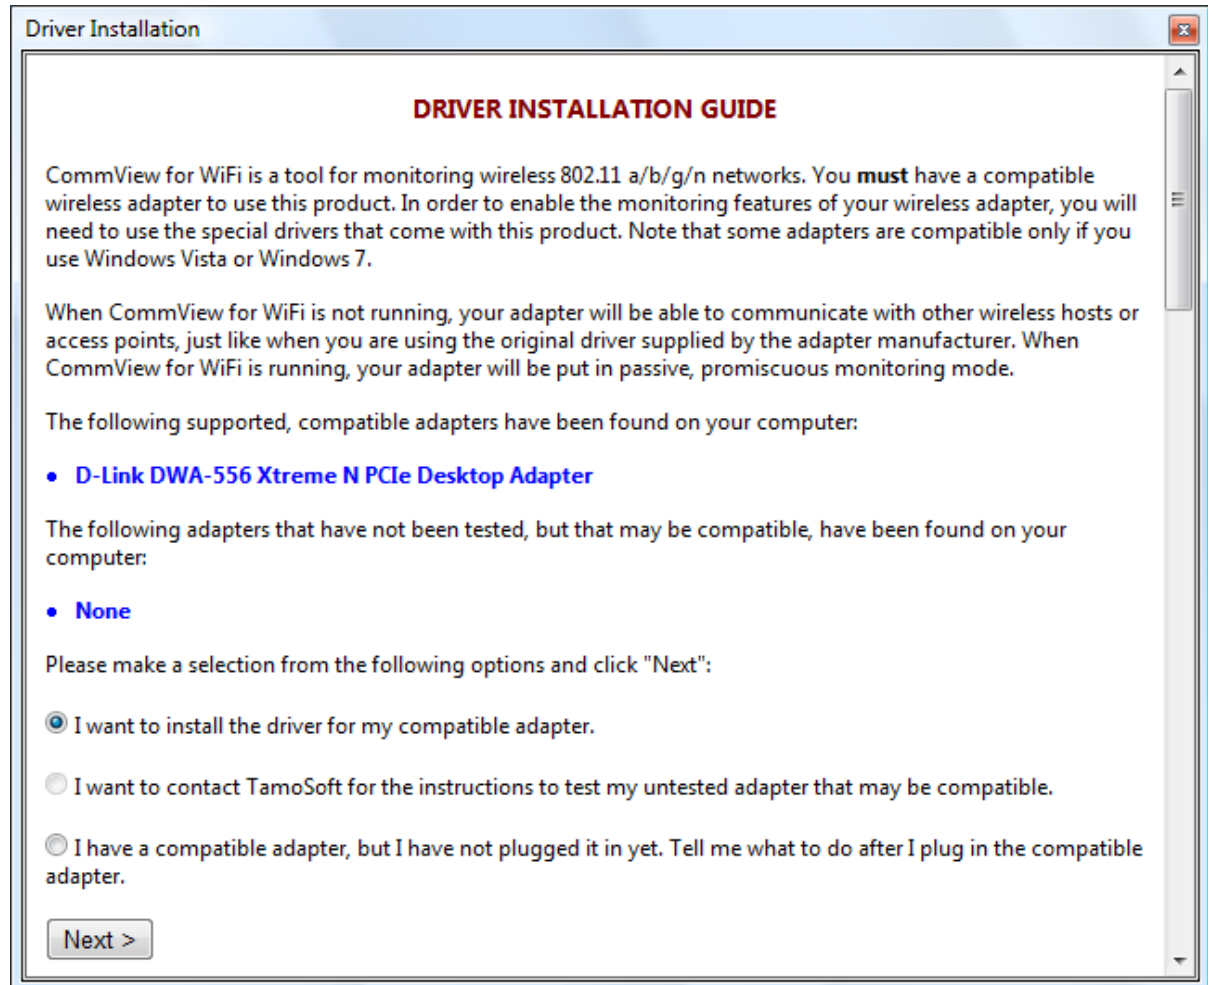 Driver Installation
DRIVER INSTALLATION GUIDE
CommView for WiFi is a tool for monitoring wireless 802.11 a/b/g/n networks. You must have a compatible
wireless adapter to use this product. In order to enable the monitoring features of your wireless adapter, you will
need to use the special drivers that come with this product. Note that some adapters are compatible only if you
use Windows Vista or Windows 7.
When CommView for WiFi is not running, your adapter will be able to communicate with other wireless hosts or
access points, just like when you are using the original driver supplied by the adapter manufacturer. When
CommView for WiFi is running, your adapter will be put in passive, promiscuous monitoring mode.
The following supported, compatible adapters have been found on your computer:
• D-Link DWA-556 Xtreme N PCIe Desktop Adapter
The following adapters that have not been tested, but that may be compatible, have been found on your
computer:
• None
Please make a selection from the following options and click "Next":
I want to install the driver for my compatible adapter.
I want to contact TamoSoft for the instructions to test my untested adapter that may be compatible.
I have a compatible adapter, but I have not plugged it in yet. Tell me what to do after I plug in the compatible
adapter.
Next >